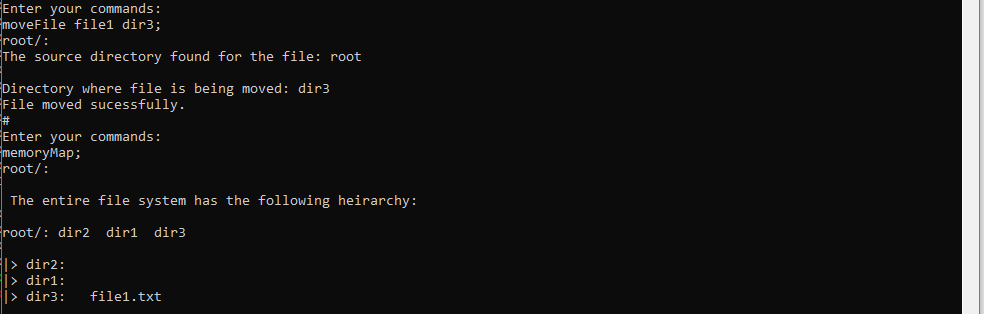 Enter your commands:
moveFile file1 dir3;
root/:
The source directory found for the file: root
Directory where file is being moved: dir3
File moved sucessfully.
#
Enter your commands:
memoryMap;
root/:
The entire file system has the following heirarchy:
root/: dir2  dir1  dir3
|> dir2:
|> dir1:
|> dir3:   file1.txt